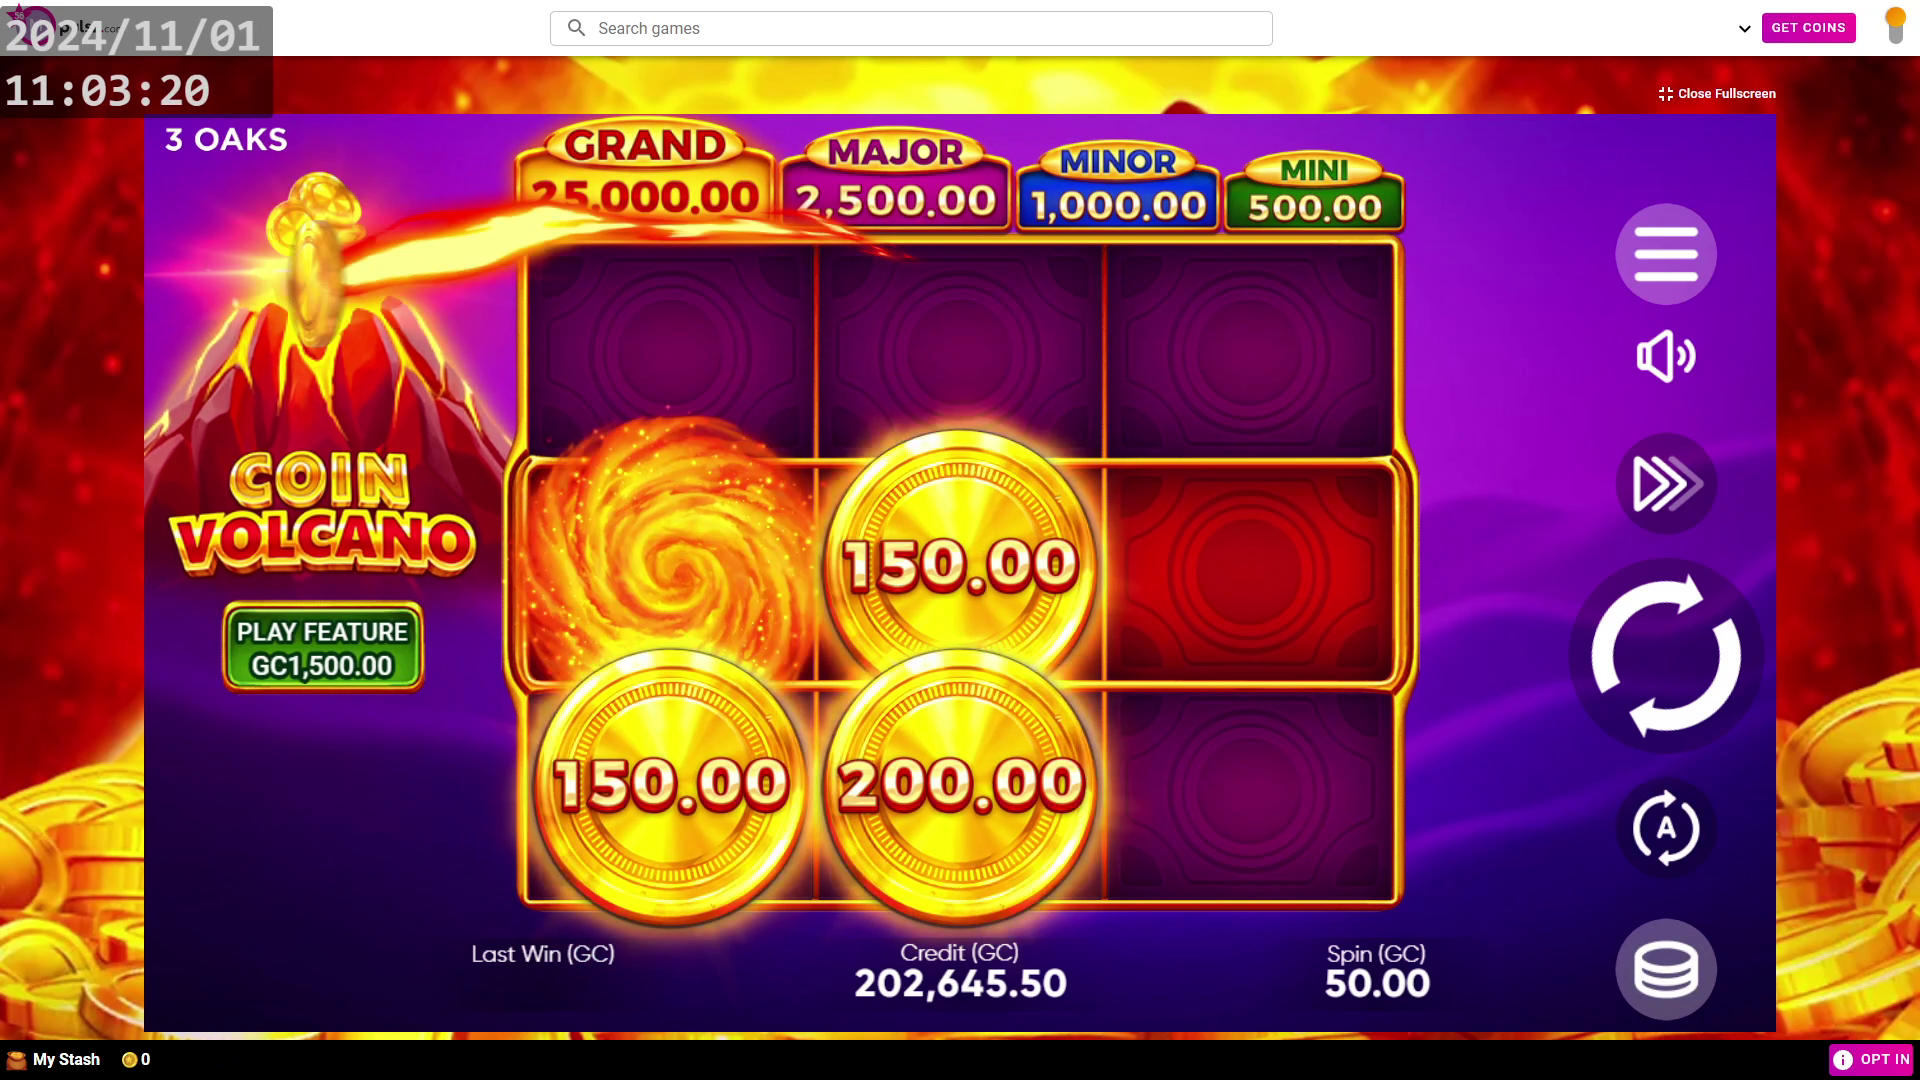 2024/11/01
11:03:20
Search games
GET COINS
Close Fullscreen
3 OAKS
GRAND
25,000.00
MAJOR
2,500.00
MINOR
1,000.00
MINI
500.00
COIN
VOLCANO
PLAY FEATURE
GC1,500.00
150.00
150.00
200.00
A
Last Win (GC)
Credit (GC)
202,645.50
Spin (GC)
50.00
My Stash
0
OPT IN